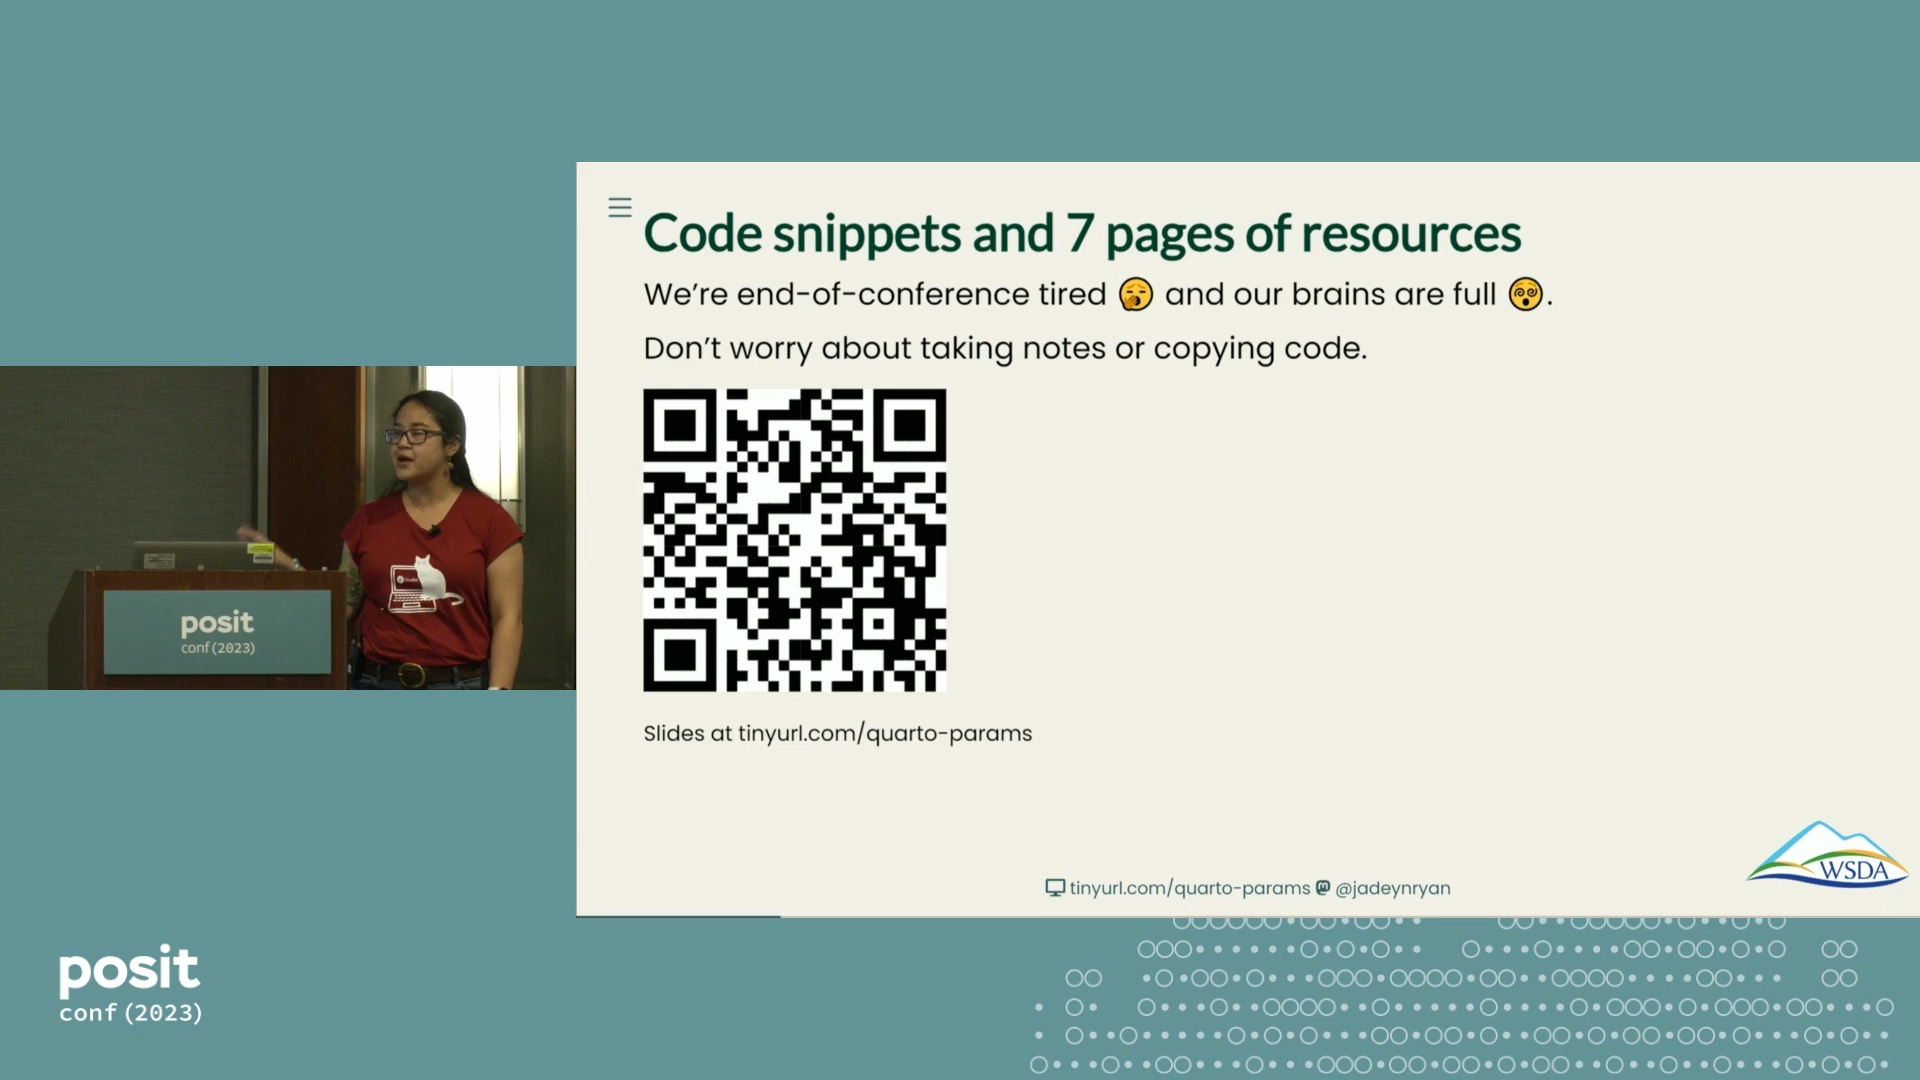 Code snippets and 7 pages of resources
We're end-of-conference tired 🥱 and our brains are full 😵‍💫.
Don't worry about taking notes or copying code.
Slides at tinyurl.com/quarto-params
tinyurl.com/quarto-params @jadeynryan
WSDA
posit
conf(2023)
posit
conf(2023)